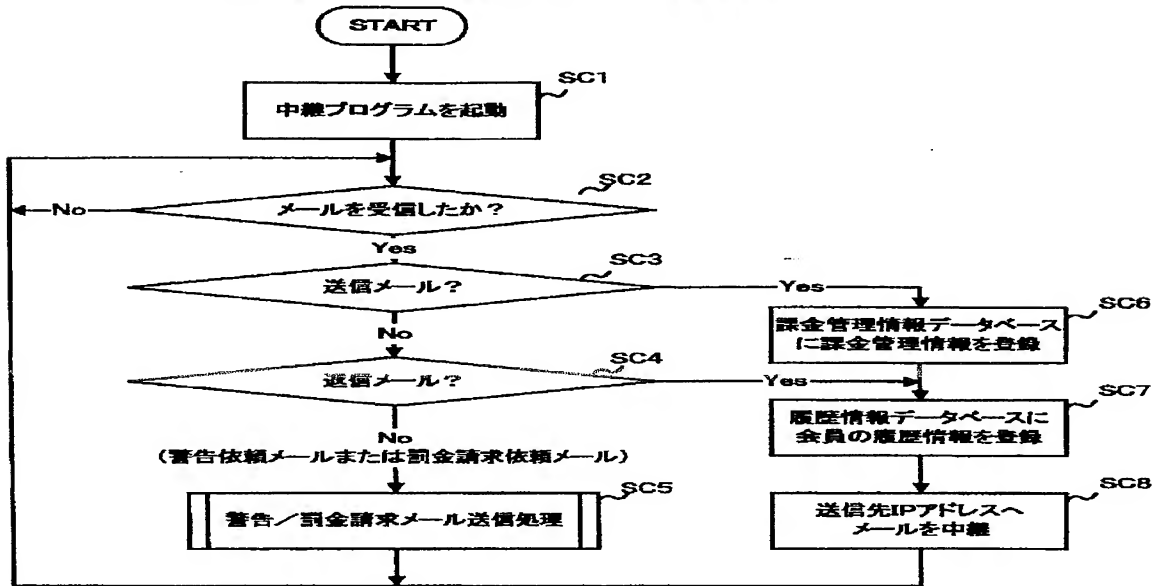 START
SC1
中継プログラムを起動
SC2
メールを受信したか？
No
Yes
SC3
送信メール？
Yes
No
SC6
課金管理情報データベース
に課金管理情報を登録
SC4
返信メール？
Yes
No
(警告依頼メールまたは罰金請求依頼メール)
SC7
履歴情報データベースに
会員の履歴情報を登録
SC5
警告／罰金請求メール送信処理
SC8
送信先IPアドレスへ
メールを中継